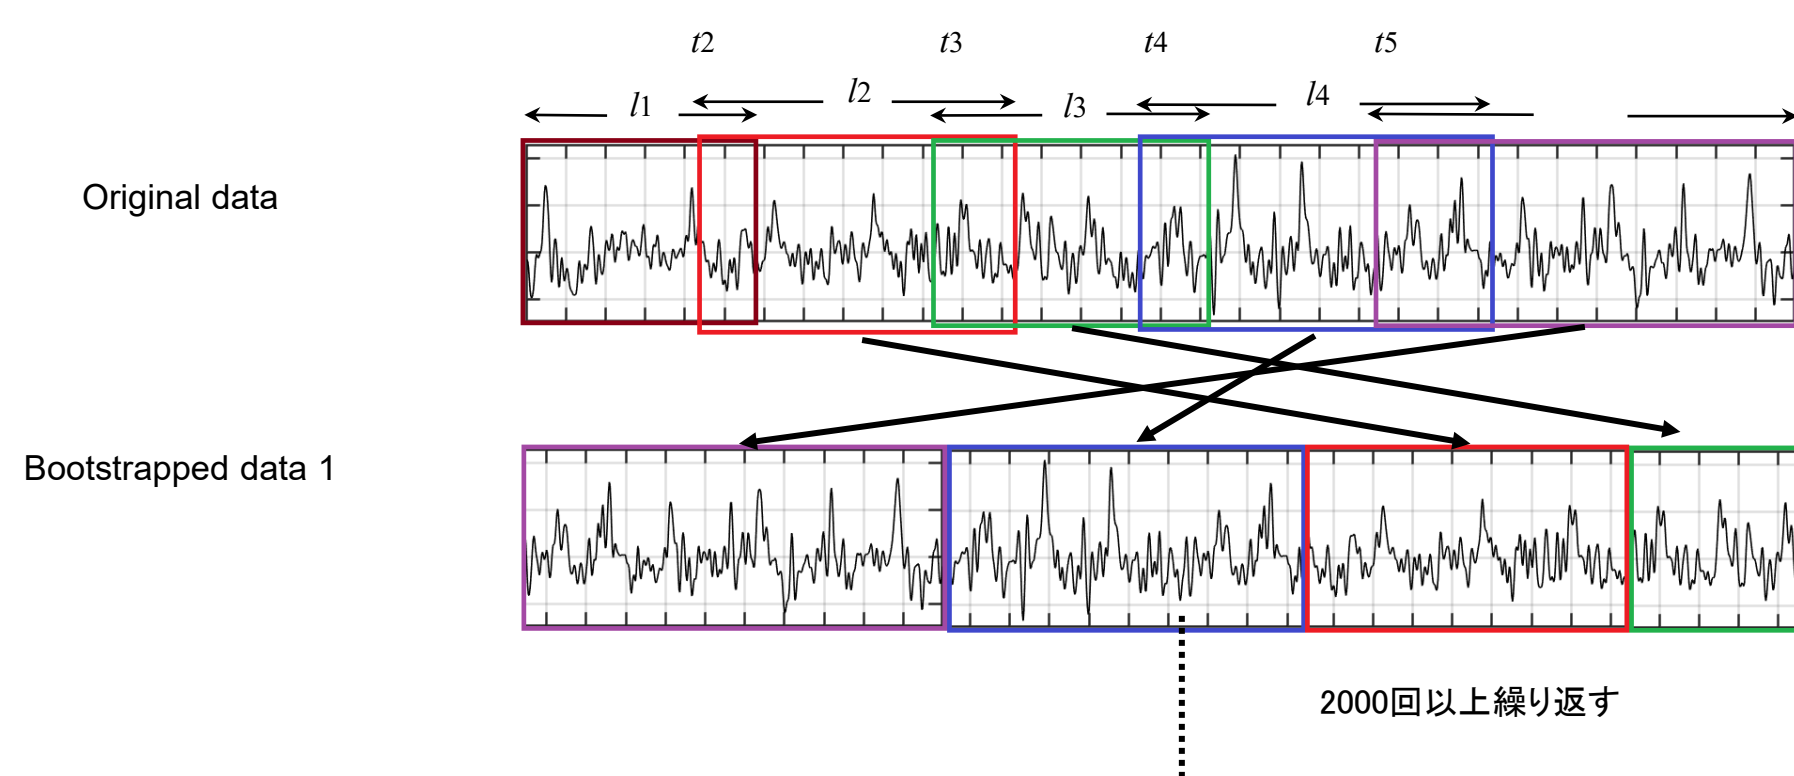 t2 t3 t4 t5
l1 l2 l3 l4
Original data
Bootstrapped data 1
2000回以上繰り返す